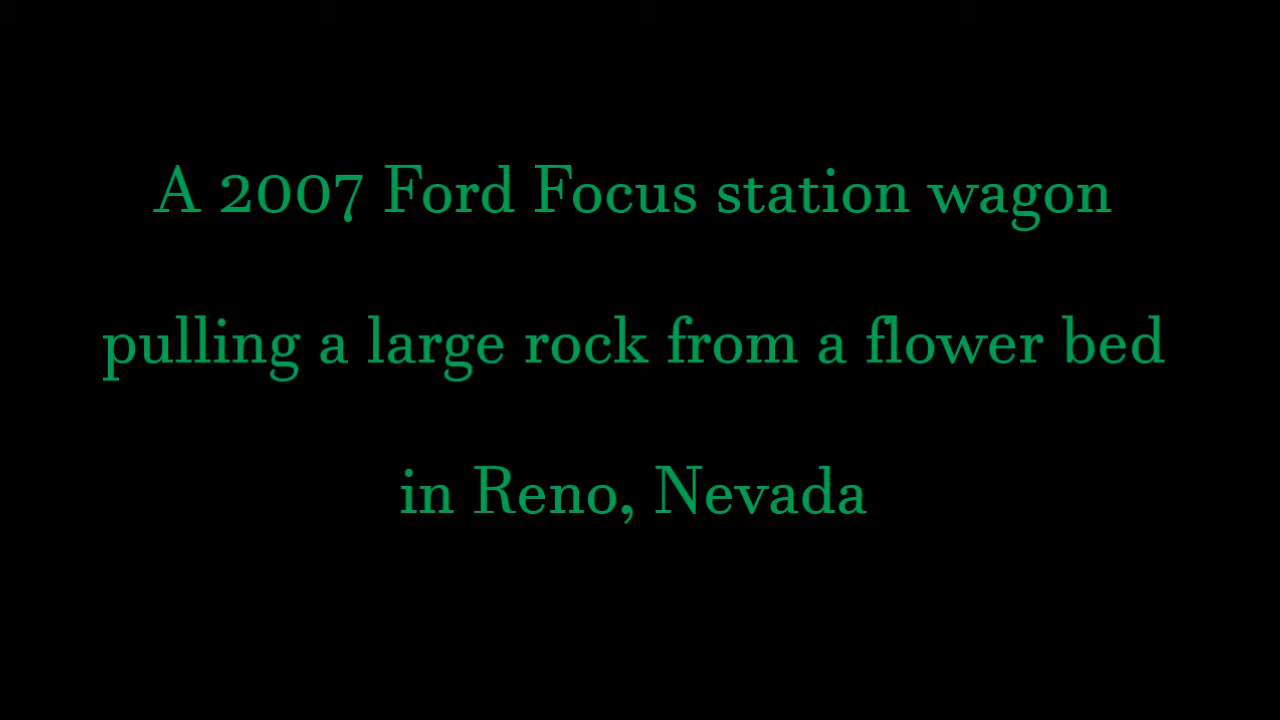 A 2007 Ford Focus station wagon
pulling a large rock from a flower bed
in Reno, Nevada